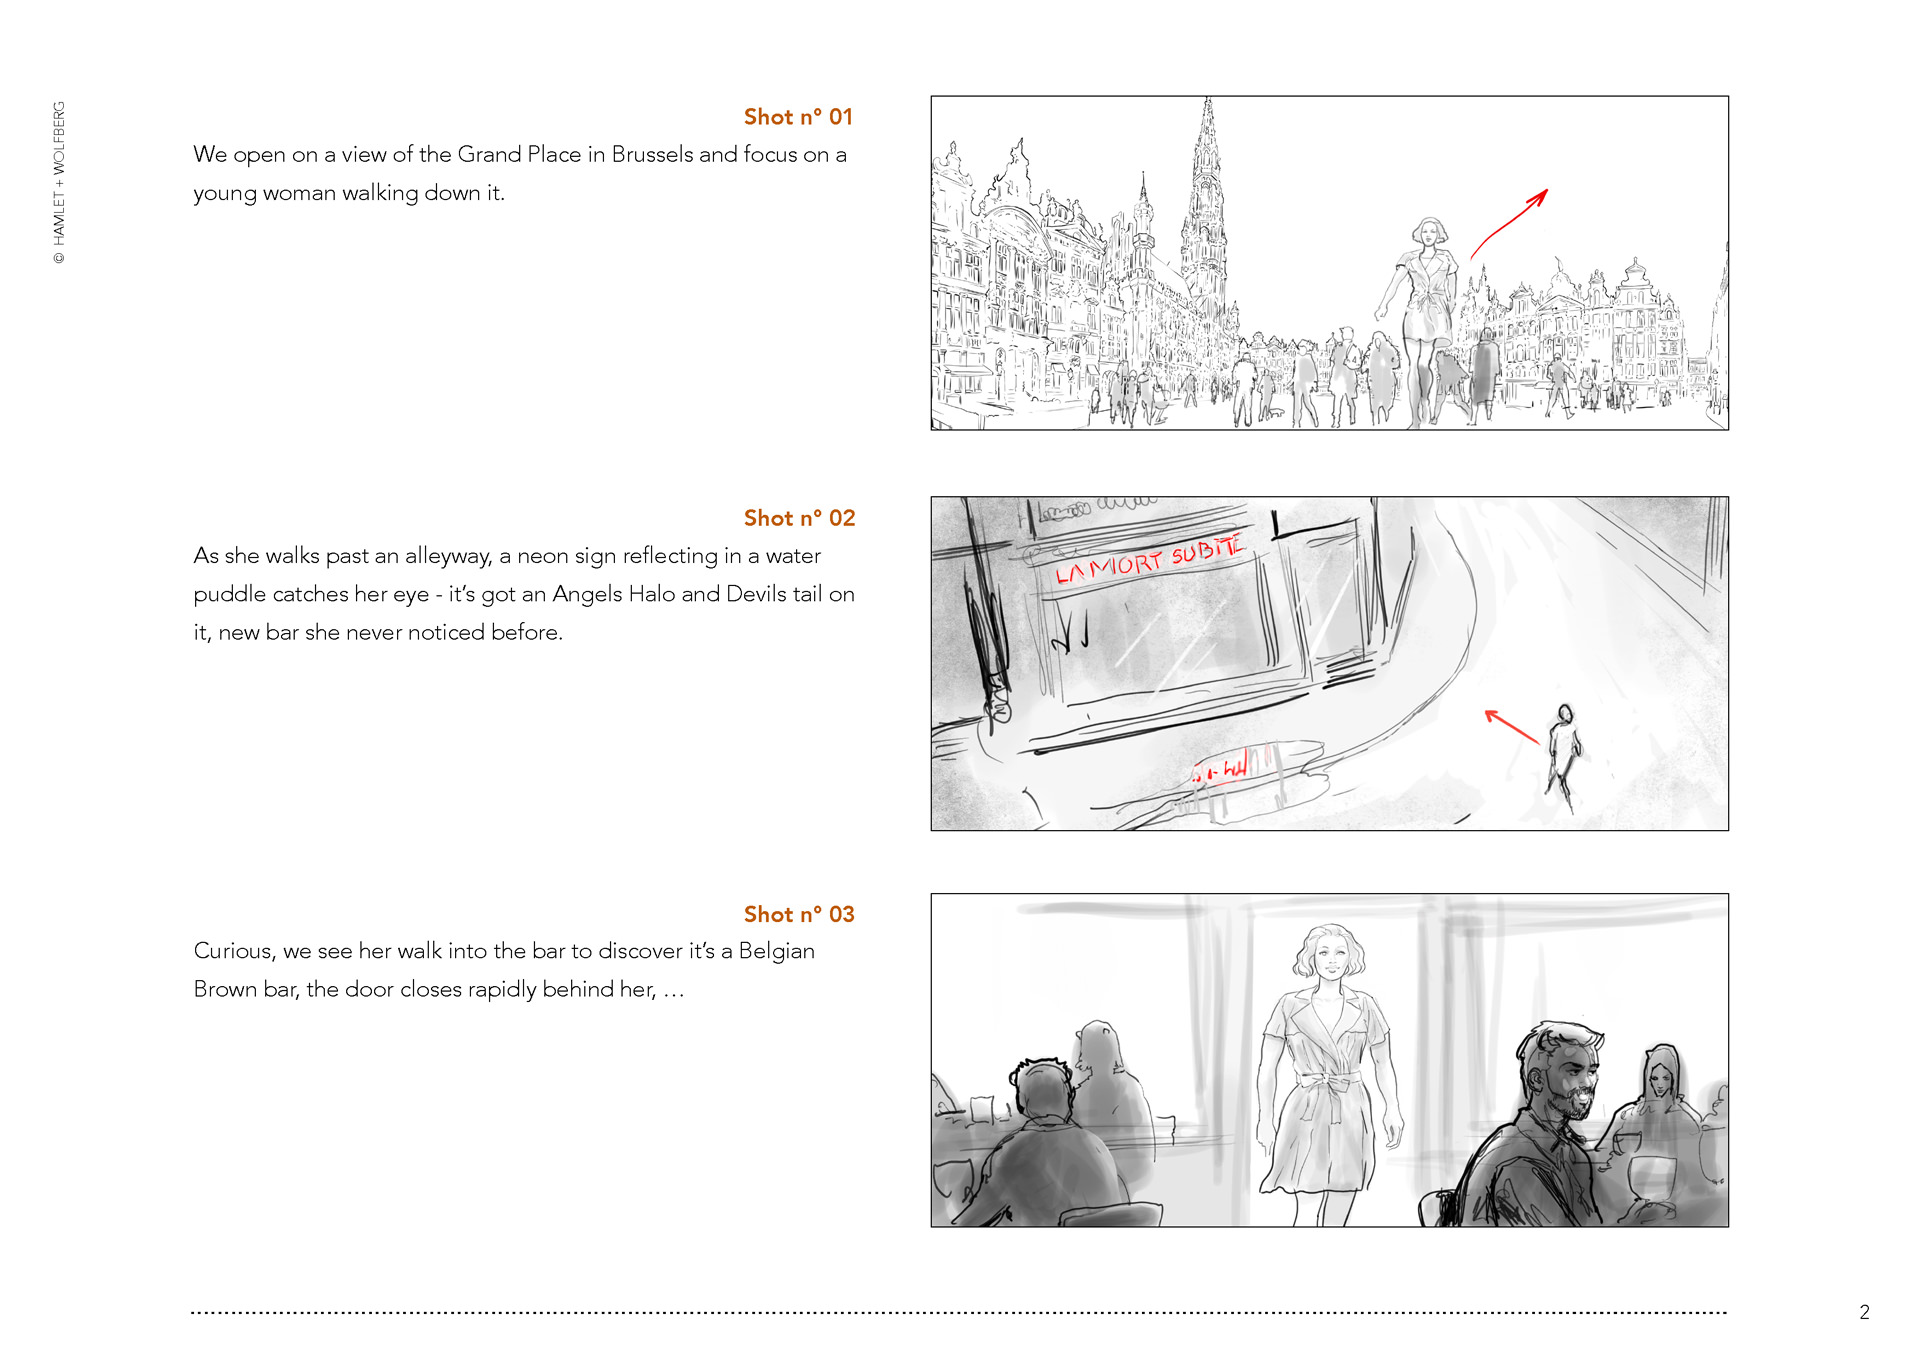 © HAMLET + WOLFBERG
Shot n° 01
We open on a view of the Grand Place in Brussels and focus on a
young woman walking down it.
Shot n° 02
As she walks past an alleyway, a neon sign reflecting in a water
puddle catches her eye - it’s got an Angels Halo and Devils tail on
it, new bar she never noticed before.
LA MORT SUBITE
Shot n° 03
Curious, we see her walk into the bar to discover it’s a Belgian
Brown bar, the door closes rapidly behind her, …
2